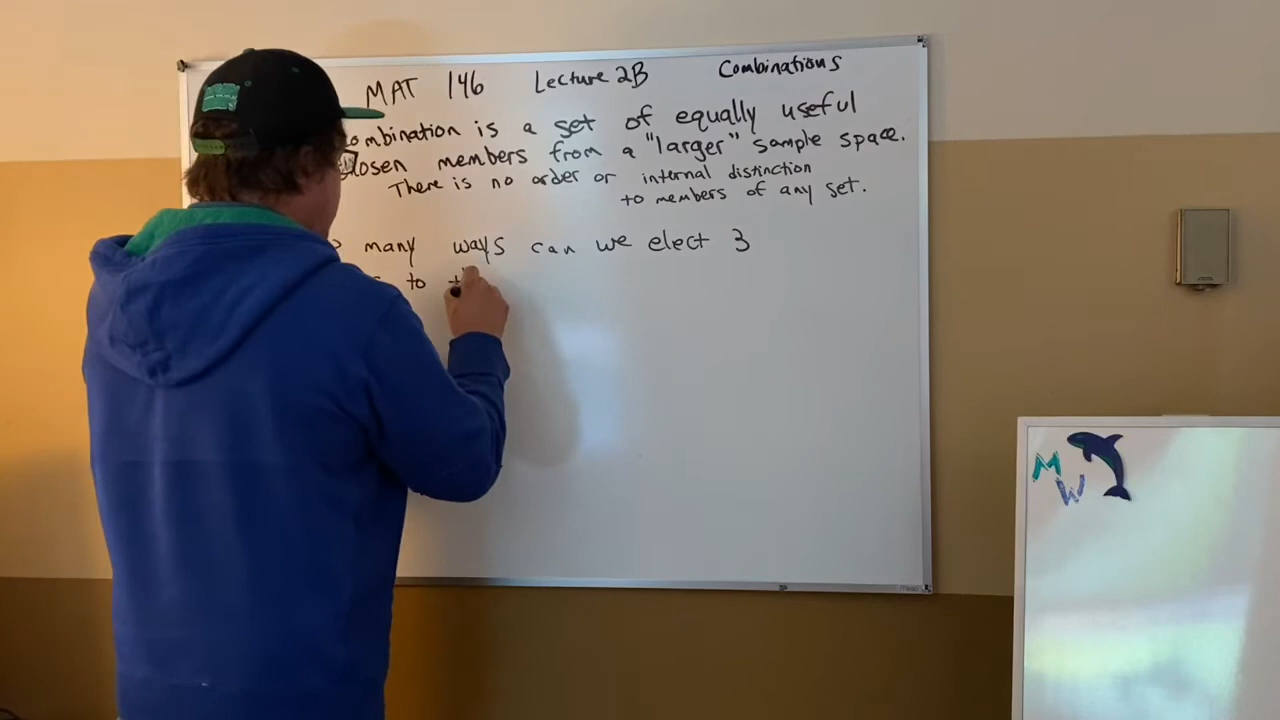 MAT 146 Lecture 2B Combinations
ombination is a set of equally useful
hosen members from a "larger" sample space.
There is no order or internal distinction
to members of any set.
many ways can we elect 3
to
M
W